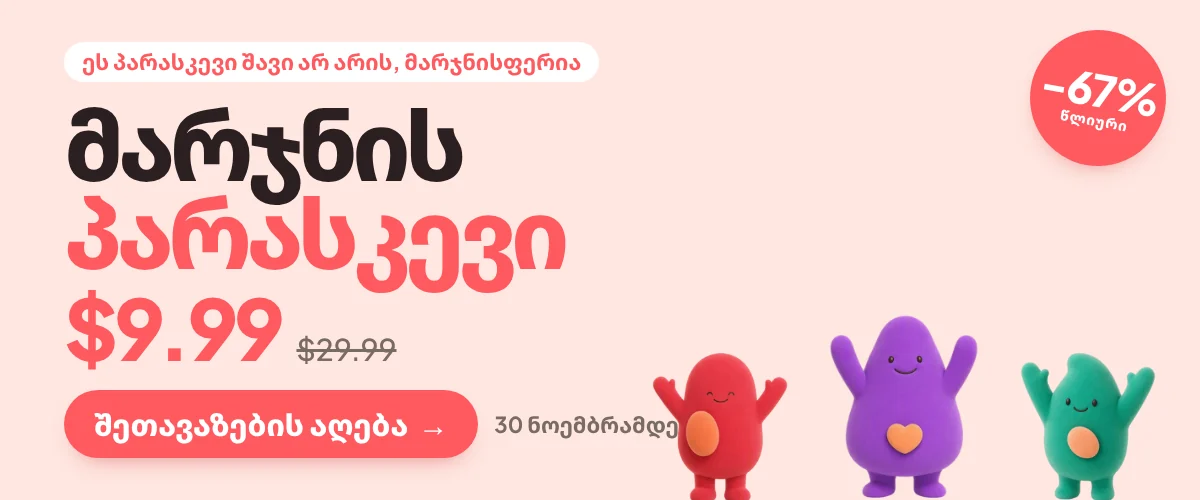 ეს პარასკევი შავი არ არის, მარჯნისფერია
მარჯნის
პარასკევი
$9.99 $29.99
შეთავაზების აღება →
30 ნოემბრამდე
−67%
წლიური